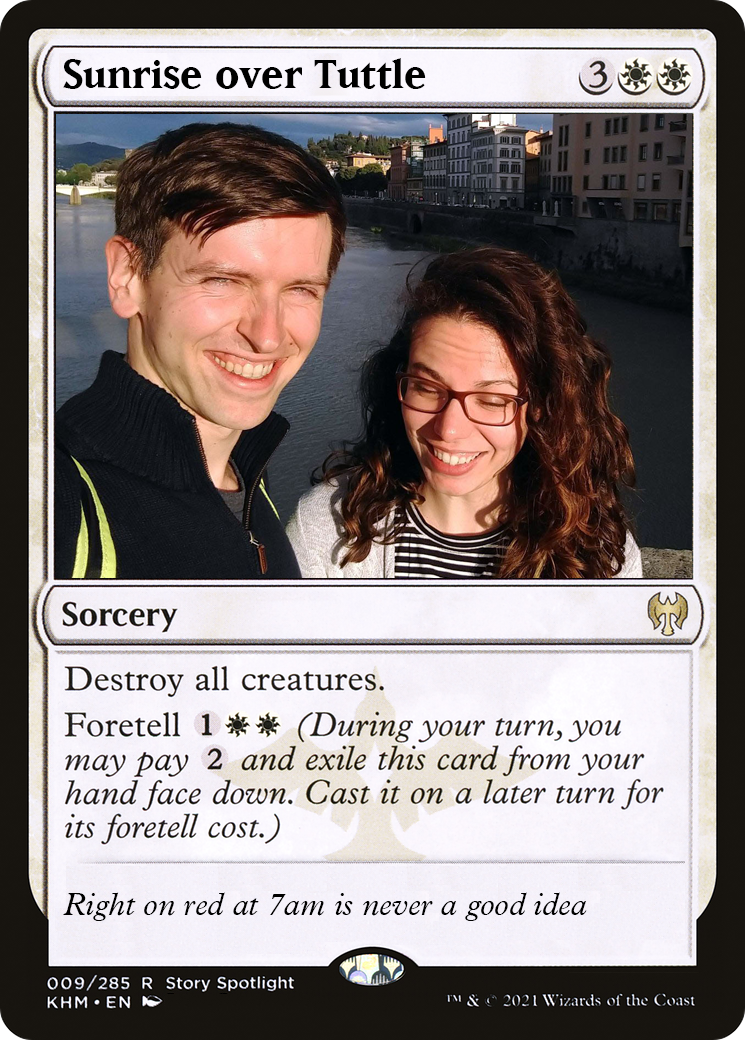 Sunrise over Tuttle 3
Sorcery
Destroy all creatures.
Foretell 1 (During your turn, you
may pay 2 and exile this card from your
hand face down. Cast it on a later turn for
its foretell cost.)
Right on red at 7am is never a good idea
009/285 R Story Spotlight
KHM • EN
™ & © 2021 Wizards of the Coast